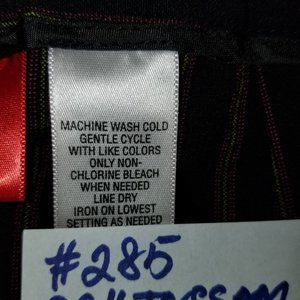 MACHINE WASH COLD
GENTLE CYCLE
WITH LIKE COLORS
ONLY NON-
CHLORINE BLEACH
WHEN NEEDED
LINE DRY
IRON ON LOWEST
SETTING AS NEEDED
#285